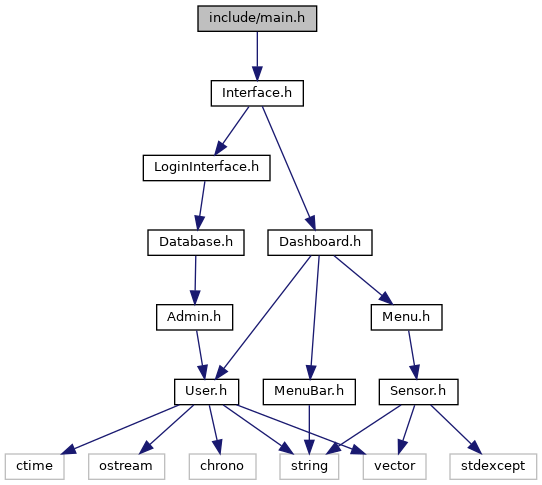 include/main.h
Interface.h
LoginInterface.h
Database.h
Dashboard.h
Admin.h
Menu.h
User.h
MenuBar.h
Sensor.h
ctime
ostream
chrono
string
vector
stdexcept